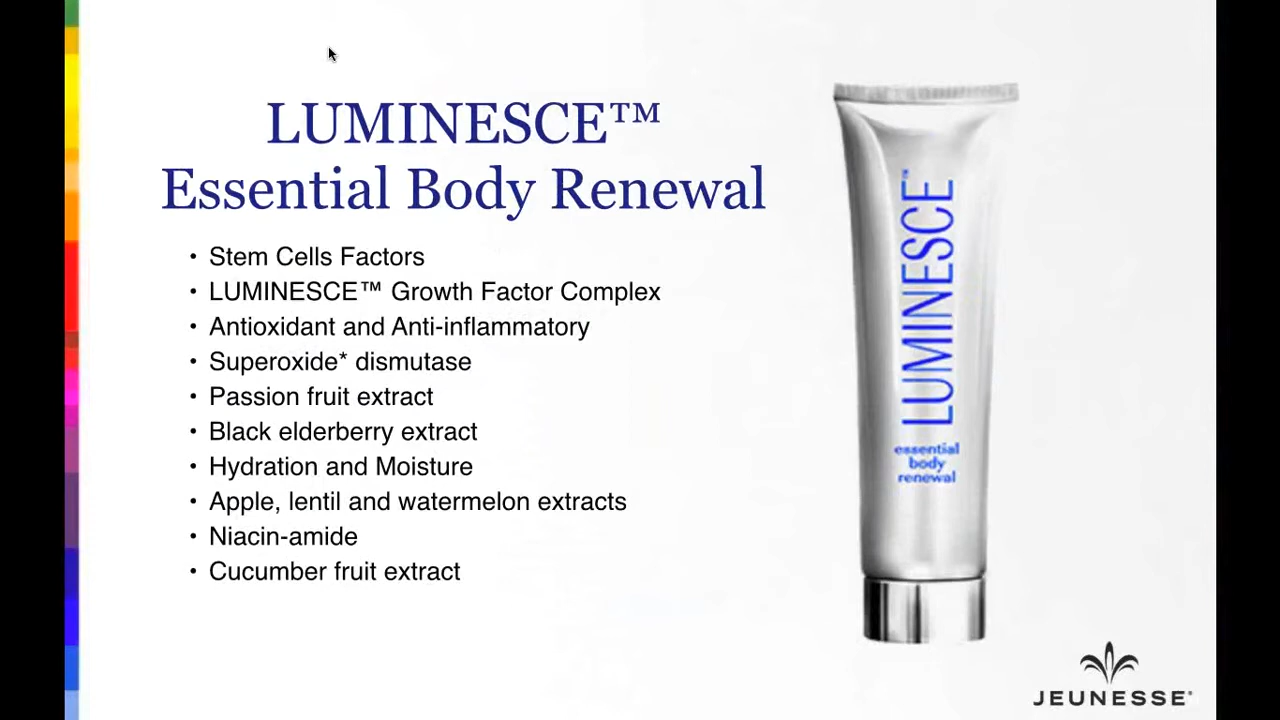 LUMINESCE™
Essential Body Renewal
• Stem Cells Factors
• LUMINESCE™ Growth Factor Complex
• Antioxidant and Anti-inflammatory
• Superoxide* dismutase
• Passion fruit extract
• Black elderberry extract
• Hydration and Moisture
• Apple, lentil and watermelon extracts
• Niacin-amide
• Cucumber fruit extract
LUMINESCE™
essential
body
renewal
JEUNESSE®